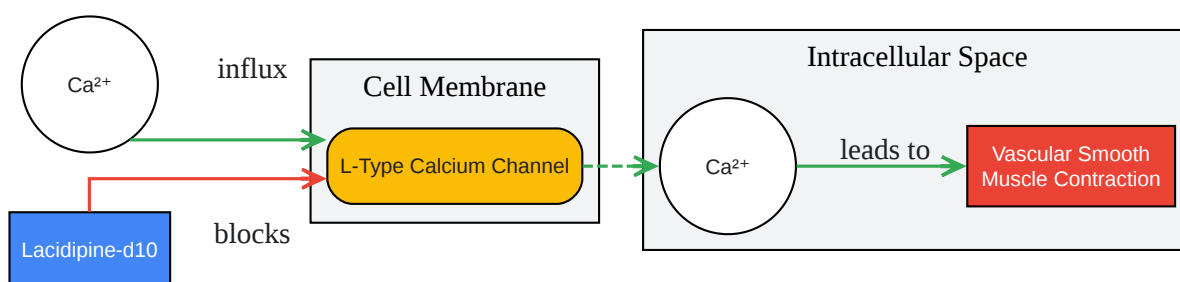 Ca²⁺
influx
blocks
Lacidipine-d10
Cell Membrane
L-Type Calcium Channel
Intracellular Space
Ca²⁺
leads to
Vascular Smooth
Muscle Contraction